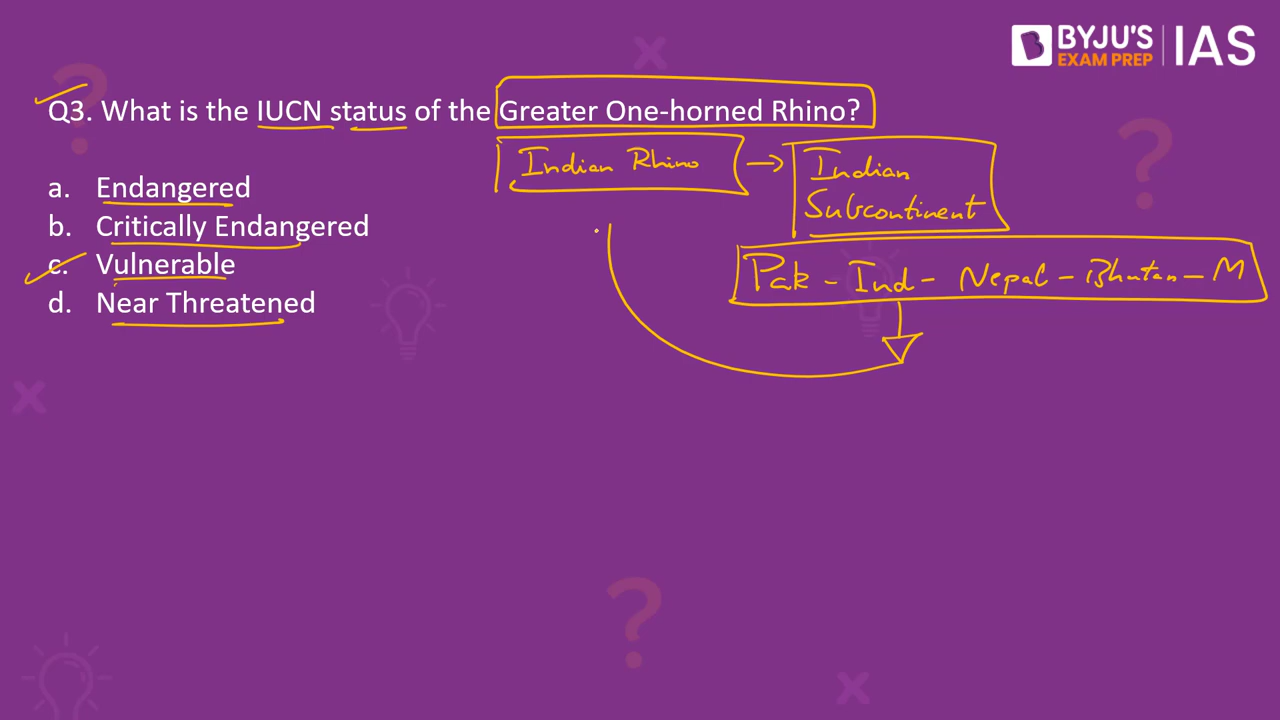 BYJU'S
EXAM PREP
IAS
Q3. What is the IUCN status of the Greater One-horned Rhino?
Indian Rhino → Indian
Subcontinent
a. Endangered
b. Critically Endangered
c. Vulnerable
d. Near Threatened
Pak - Ind - Nepal - Bhutan - M